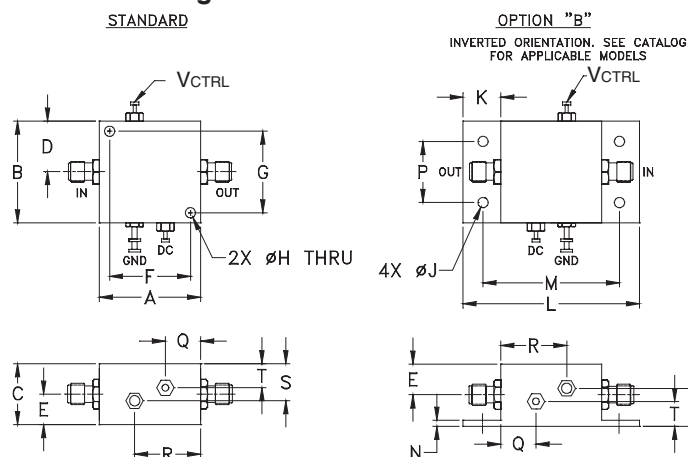 STANDARD
OPTION "B"
INVERTED ORIENTATION. SEE CATALOG
FOR APPLICABLE MODELS
VCTRL
D
B
IN
OUT
G
GND
DC
F
A
2X øH THRU
VCTRL
K
P
OUT
IN
4X øJ
DC
GND
M
L
C
E
Q
T
S
R
E
R
N
Q
T